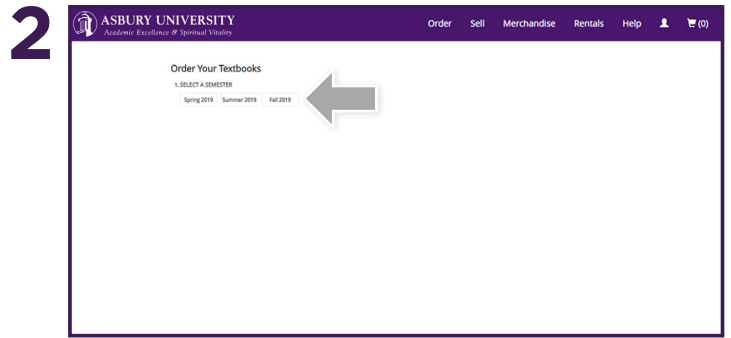 2
ASBURY UNIVERSITY
Academic Excellence & Spiritual Vitality
Order Sell Merchandise Rentals Help (0)
Order Your Textbooks
1. SELECT A SEMESTER
Spring 2019 Summer 2019 Fall 2019